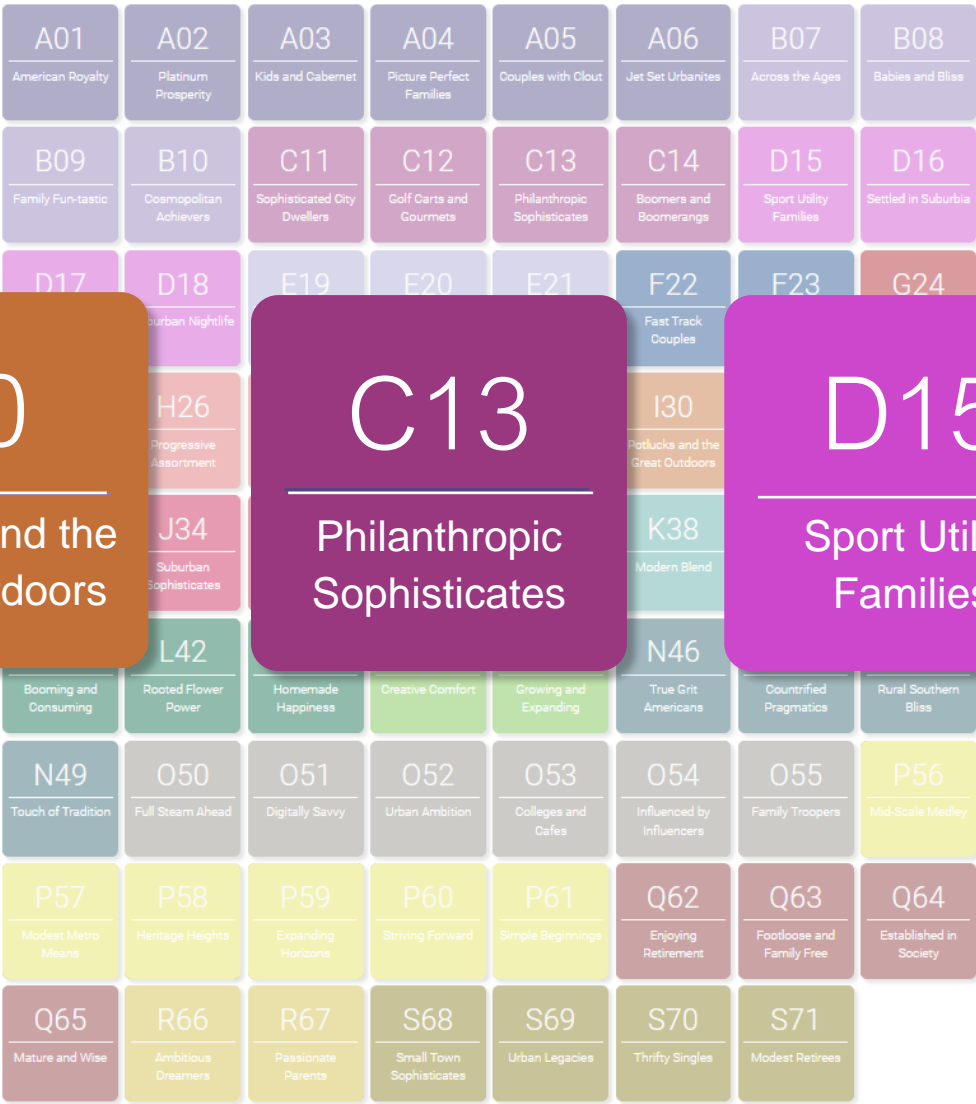 A01
American Royalty
A02
Platinum
Prosperity
A03
Kids and Cabernet
A04
Picture Perfect
Families
A05
Couples with Clout
A06
Jet Set Urbanites
B07
Across the Ages
B08
Babies and Bliss
B09
Family Fun-tastic
B10
Cosmopolitan
Achievers
C11
Sophisticated City
Dwellers
C12
Golf Carts and
Gourmets
C13
Philanthropic
Sophisticates
C14
Boomers and
Boomerangs
D15
Sport Utility
Families
D16
Settled in Suburbia
D17
D18
urban Nightlife
E19
E20
E21
F22
Fast Track
Couples
F23
G24
0
nd the
doors
H26
Progressive
Assortment
J34
Suburban
Sophisticates
C13
Philanthropic
Sophisticates
I30
Potlucks and the
Great Outdoors
K38
Modern Blend
D15
Sport Util
Families
Booming and
Consuming
L42
Rooted Flower
Power
Homemade
Happiness
Creative Comfort
Growing and
Expanding
N46
True Grit
Americans
Countrified
Pragmatics
Rural Southern
Bliss
N49
Touch of Tradition
O50
Full Steam Ahead
O51
Digitally Savvy
O52
Urban Ambition
O53
Colleges and
Cafes
O54
Influenced by
Influencers
O55
Family Troopers
P56
Mid-Scale Medley
P57
Modest Metro
Means
P58
Heritage Heights
P59
Expanding
Horizons
P60
Striving Forward
P61
Simple Beginnings
Q62
Enjoying
Retirement
Q63
Footloose and
Family Free
Q64
Established in
Society
Q65
Mature and Wise
R66
Ambitious
Dreamers
R67
Passionate
Parents
S68
Small Town
Sophisticates
S69
Urban Legacies
S70
Thrifty Singles
S71
Modest Retirees